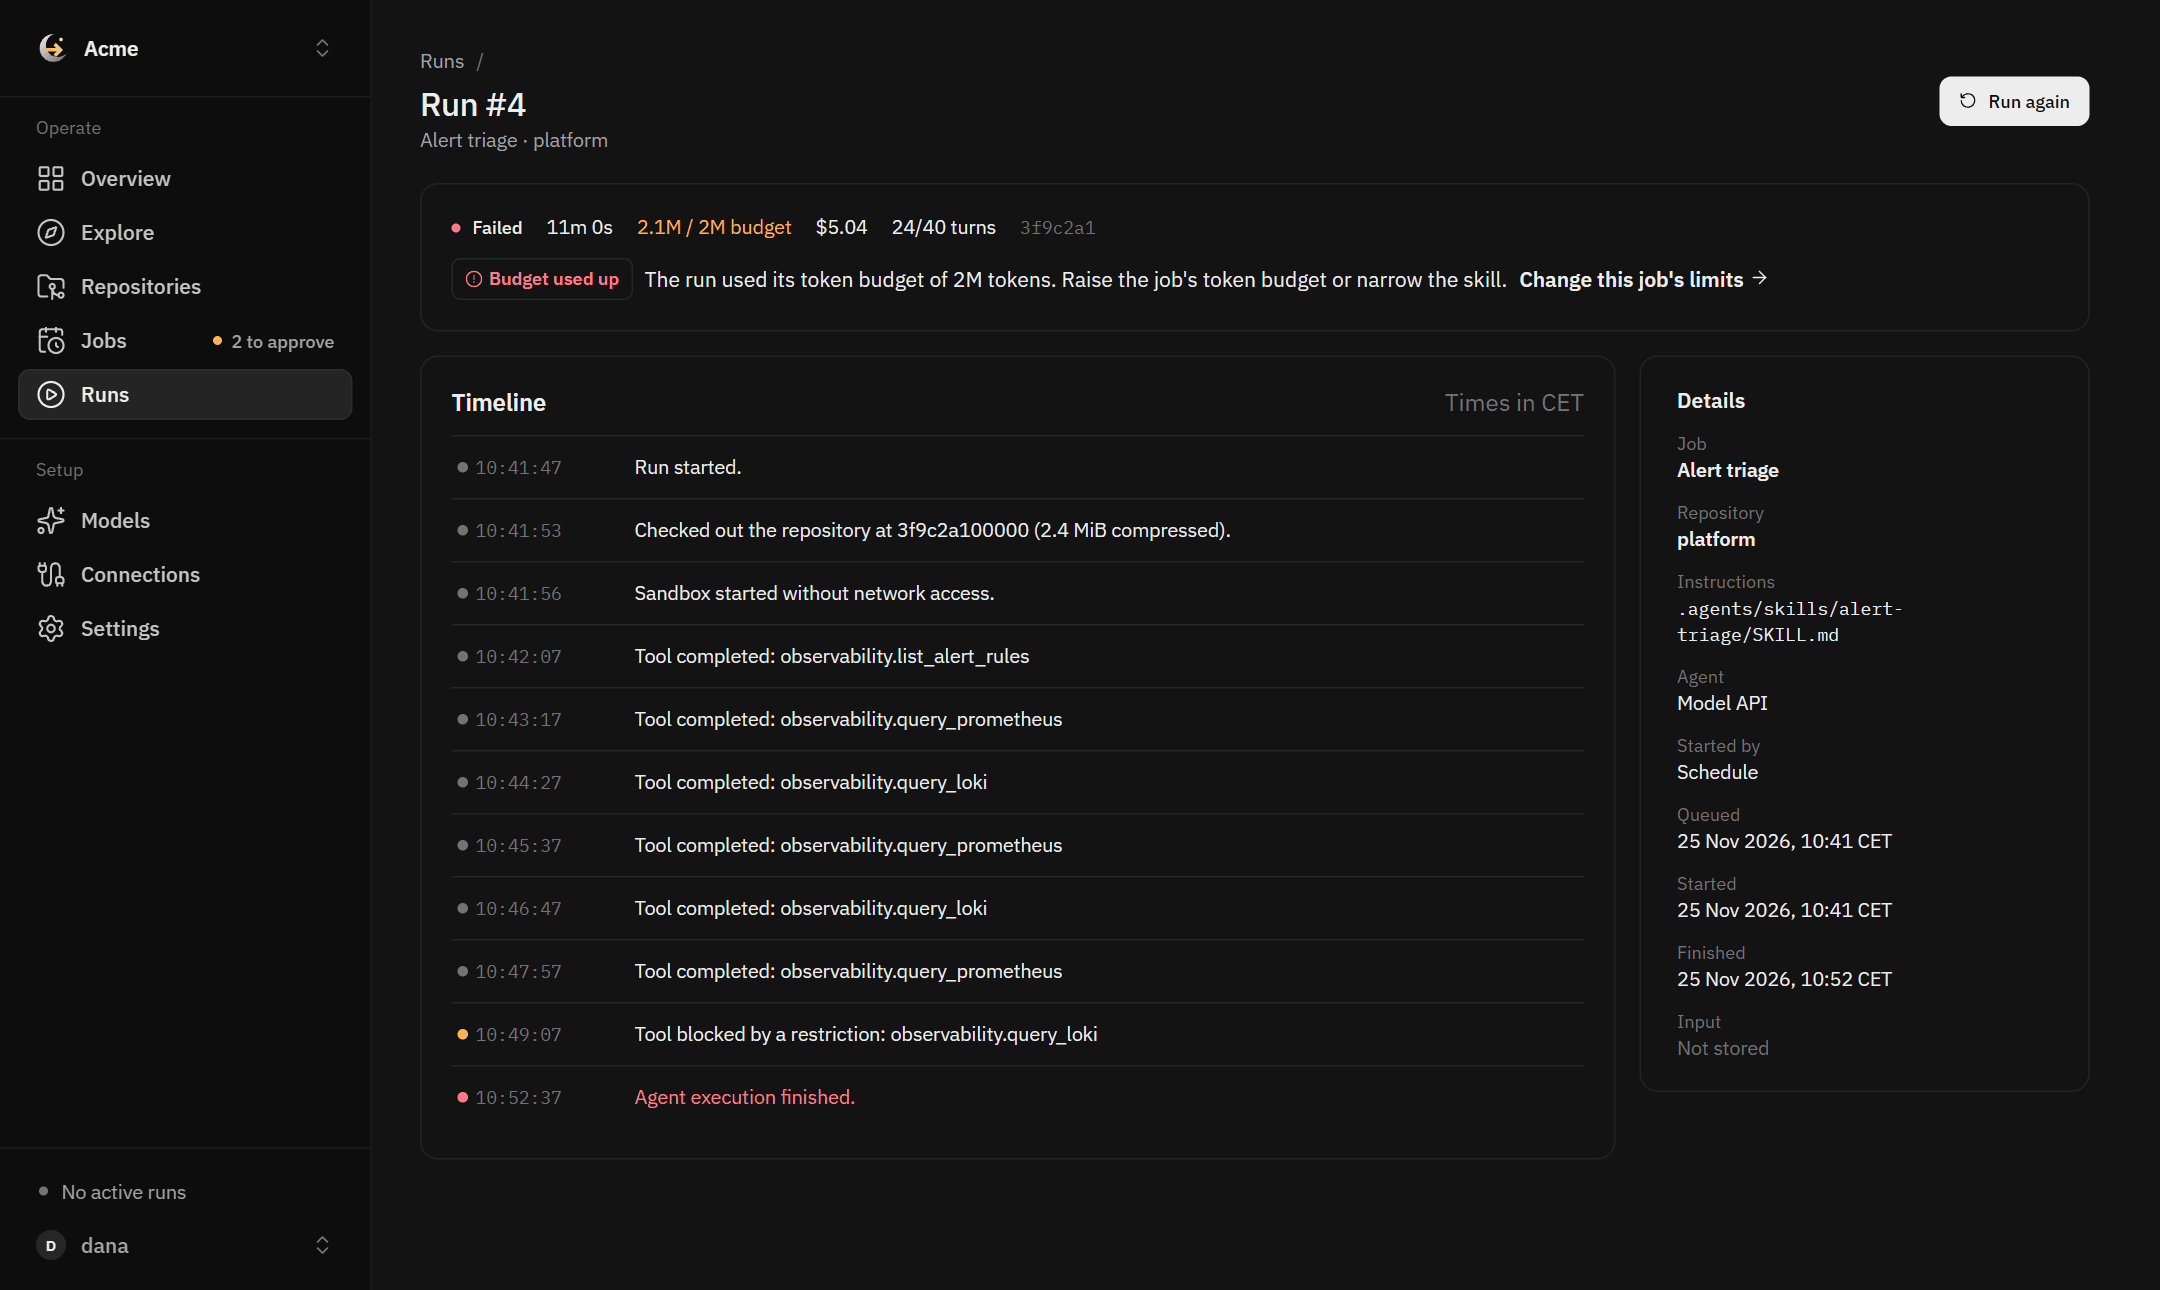 Acme
Operate
Overview
Explore
Repositories
Jobs
2 to approve
Runs
Setup
Models
Connections
Settings
No active runs
D
dana
Runs /
Run #4
Alert triage · platform
Run again
Failed 11m 0s 2.1M / 2M budget $5.04 24/40 turns 3f9c2a1
Budget used up The run used its token budget of 2M tokens. Raise the job's token budget or narrow the skill. Change this job's limits →
Timeline
Times in CET
10:41:47 Run started.
10:41:53 Checked out the repository at 3f9c2a100000 (2.4 MiB compressed).
10:41:56 Sandbox started without network access.
10:42:07 Tool completed: observability.list_alert_rules
10:43:17 Tool completed: observability.query_prometheus
10:44:27 Tool completed: observability.query_loki
10:45:37 Tool completed: observability.query_prometheus
10:46:47 Tool completed: observability.query_loki
10:47:57 Tool completed: observability.query_prometheus
10:49:07 Tool blocked by a restriction: observability.query_loki
10:52:37 Agent execution finished.
Details
Job
Alert triage
Repository
platform
Instructions
.agents/skills/alert-
triage/SKILL.md
Agent
Model API
Started by
Schedule
Queued
25 Nov 2026, 10:41 CET
Started
25 Nov 2026, 10:41 CET
Finished
25 Nov 2026, 10:52 CET
Input
Not stored